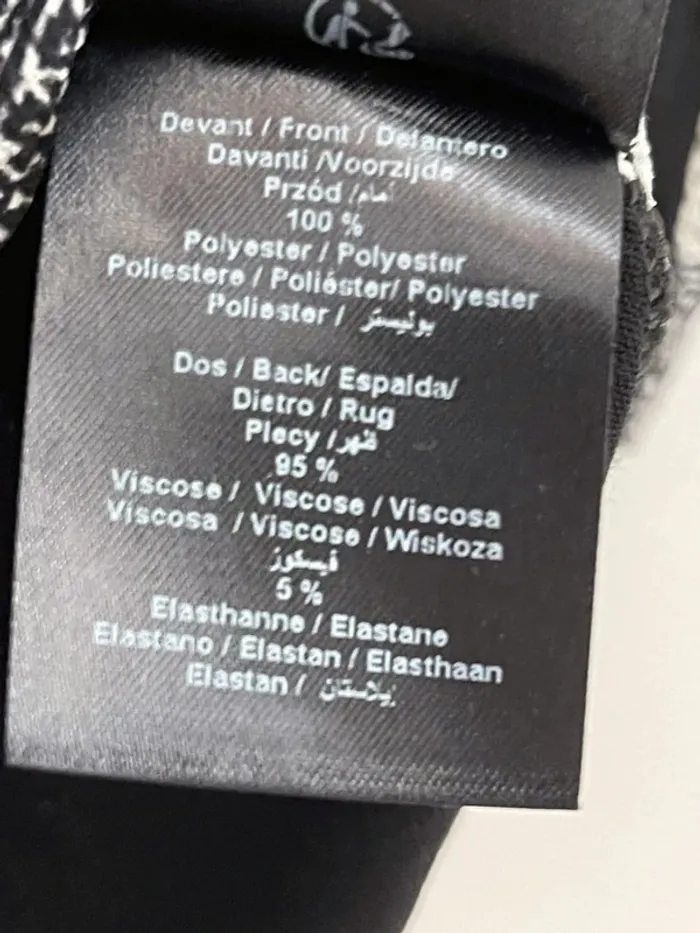 Devant / Front / Delantero
Davanti /Voorzijde
Przód /أمام
100 %
Polyester / Polyester
Poliestere / Poliéster/ Polyester
Poliester / بوليستر
Dos / Back/ Espalda/
Dietro / Rug
Plecy /ظهر
95 %
Viscose / Viscose / Viscosa
Viscosa / Viscose / Wiskoza
فيسكوز
5 %
Elasthanne / Elastane
Elastano / Elastan / Elasthaan
Elastan / إيلاستان